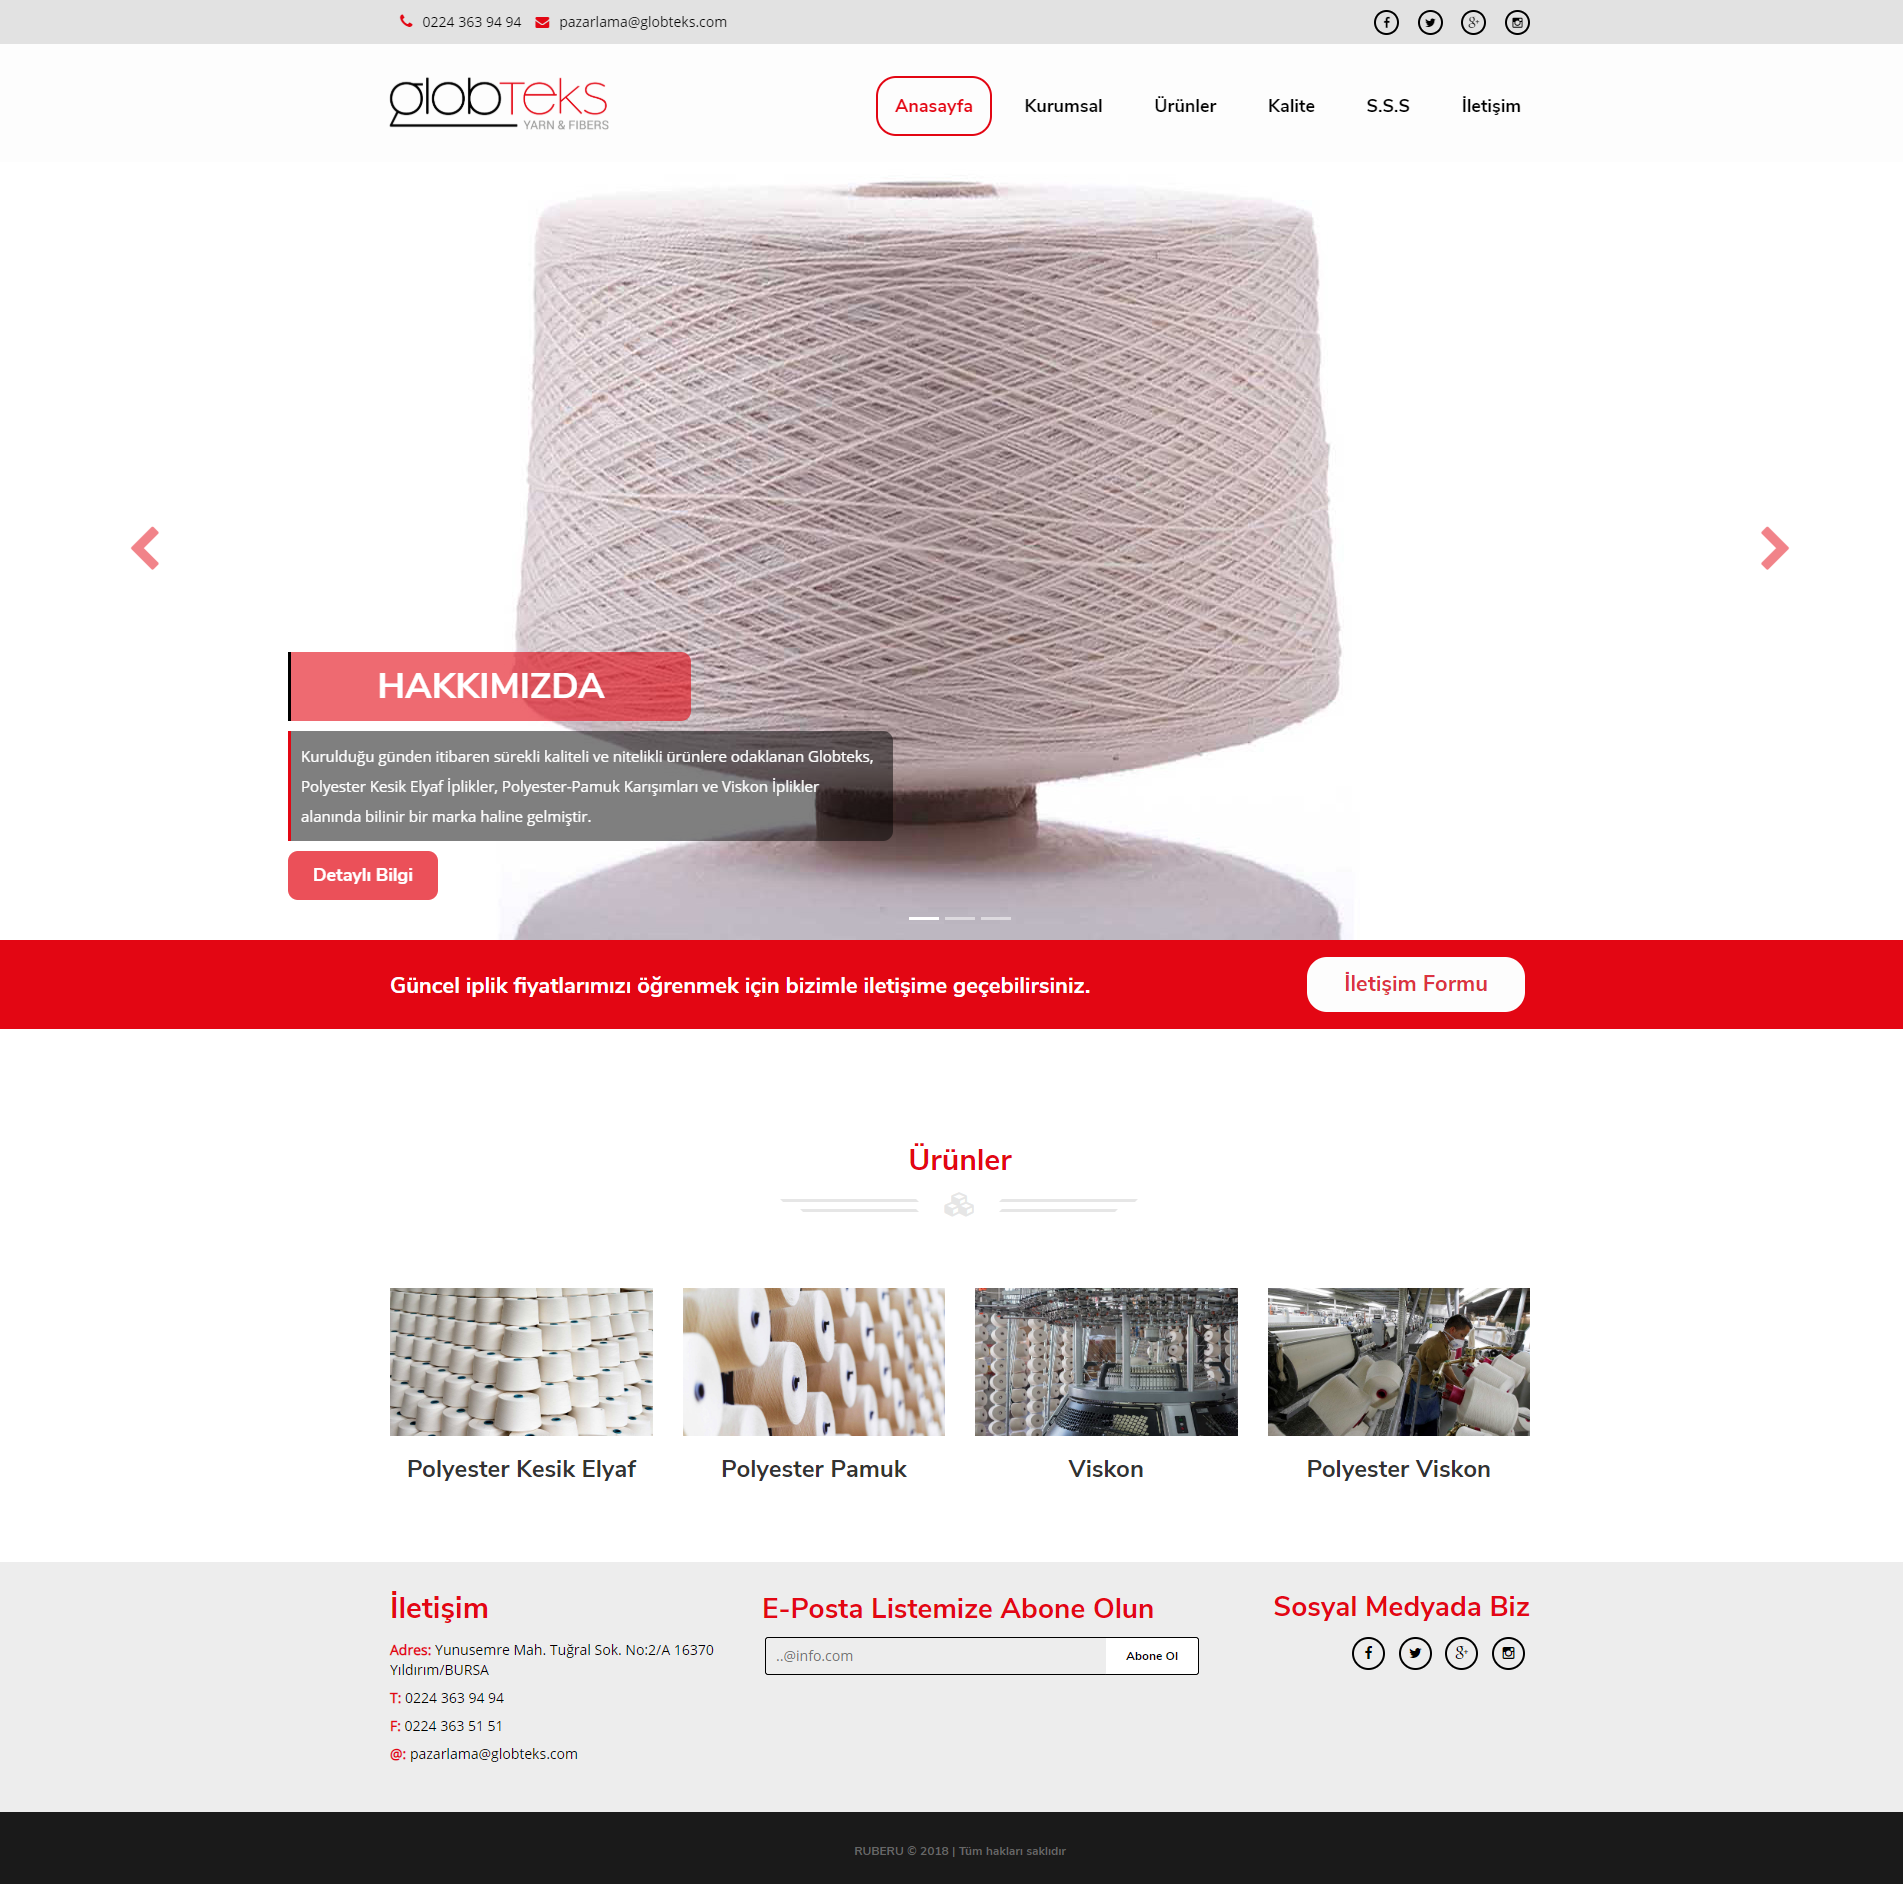 0224 363 94 94 pazarlama@globteks.com
globTeks
YARN & FIBERS
Anasayfa Kurumsal Ürünler Kalite S.S.S İletişim
HAKKIMIZDA
Kurulduğu günden itibaren sürekli kaliteli ve nitelikli ürünlere odaklanan Globteks,
Polyester Kesik Elyaf İplikler, Polyester-Pamuk Karışımları ve Viskon İplikler
alanında bilinir bir marka haline gelmiştir.
Detaylı Bilgi
Güncel iplik fiyatlarımızı öğrenmek için bizimle iletişime geçebilirsiniz.
İletişim Formu
Ürünler
Polyester Kesik Elyaf
Polyester Pamuk
Viskon
Polyester Viskon
İletişim
Adres: Yunusemre Mah. Tuğral Sok. No:2/A 16370
Yıldırım/BURSA
T: 0224 363 94 94
F: 0224 363 51 51
@: pazarlama@globteks.com
E-Posta Listemize Abone Olun
..@info.com
Abone Ol
Sosyal Medyada Biz
RUBERU © 2018 | Tüm hakları saklıdır